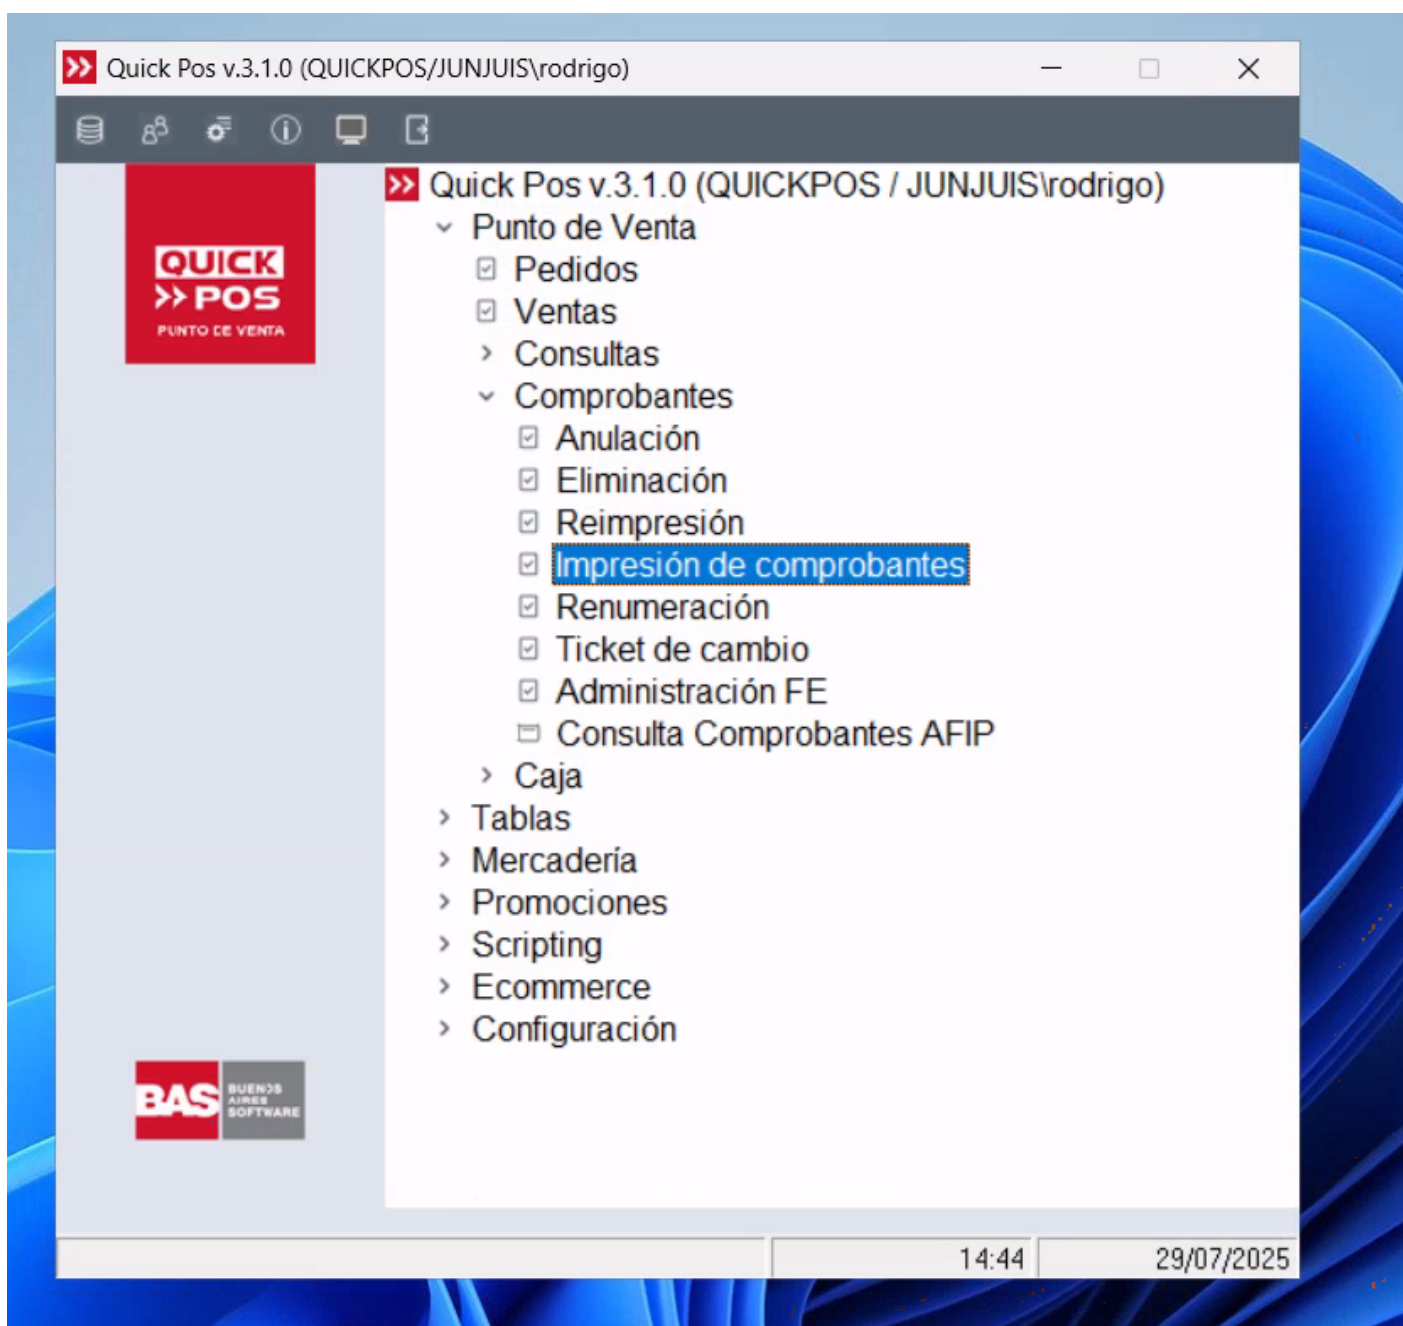 Quick Pos v.3.1.0 (QUICKPOS/JUNJUIS\rodrigo)
QUICK
POS
PUNTO DE VENTA
Quick Pos v.3.1.0 (QUICKPOS / JUNJUIS\rodrigo)
Punto de Venta
Pedidos
Ventas
Consultas
Comprobantes
Anulación
Eliminación
Reimpresión
Impresión de comprobantes
Renumeración
Ticket de cambio
Administración FE
Consulta Comprobantes AFIP
Caja
Tablas
Mercadería
Promociones
Scripting
Ecommerce
Configuración
BAS
BUENOS
AIRES
SOFTWARE
14:44
29/07/2025